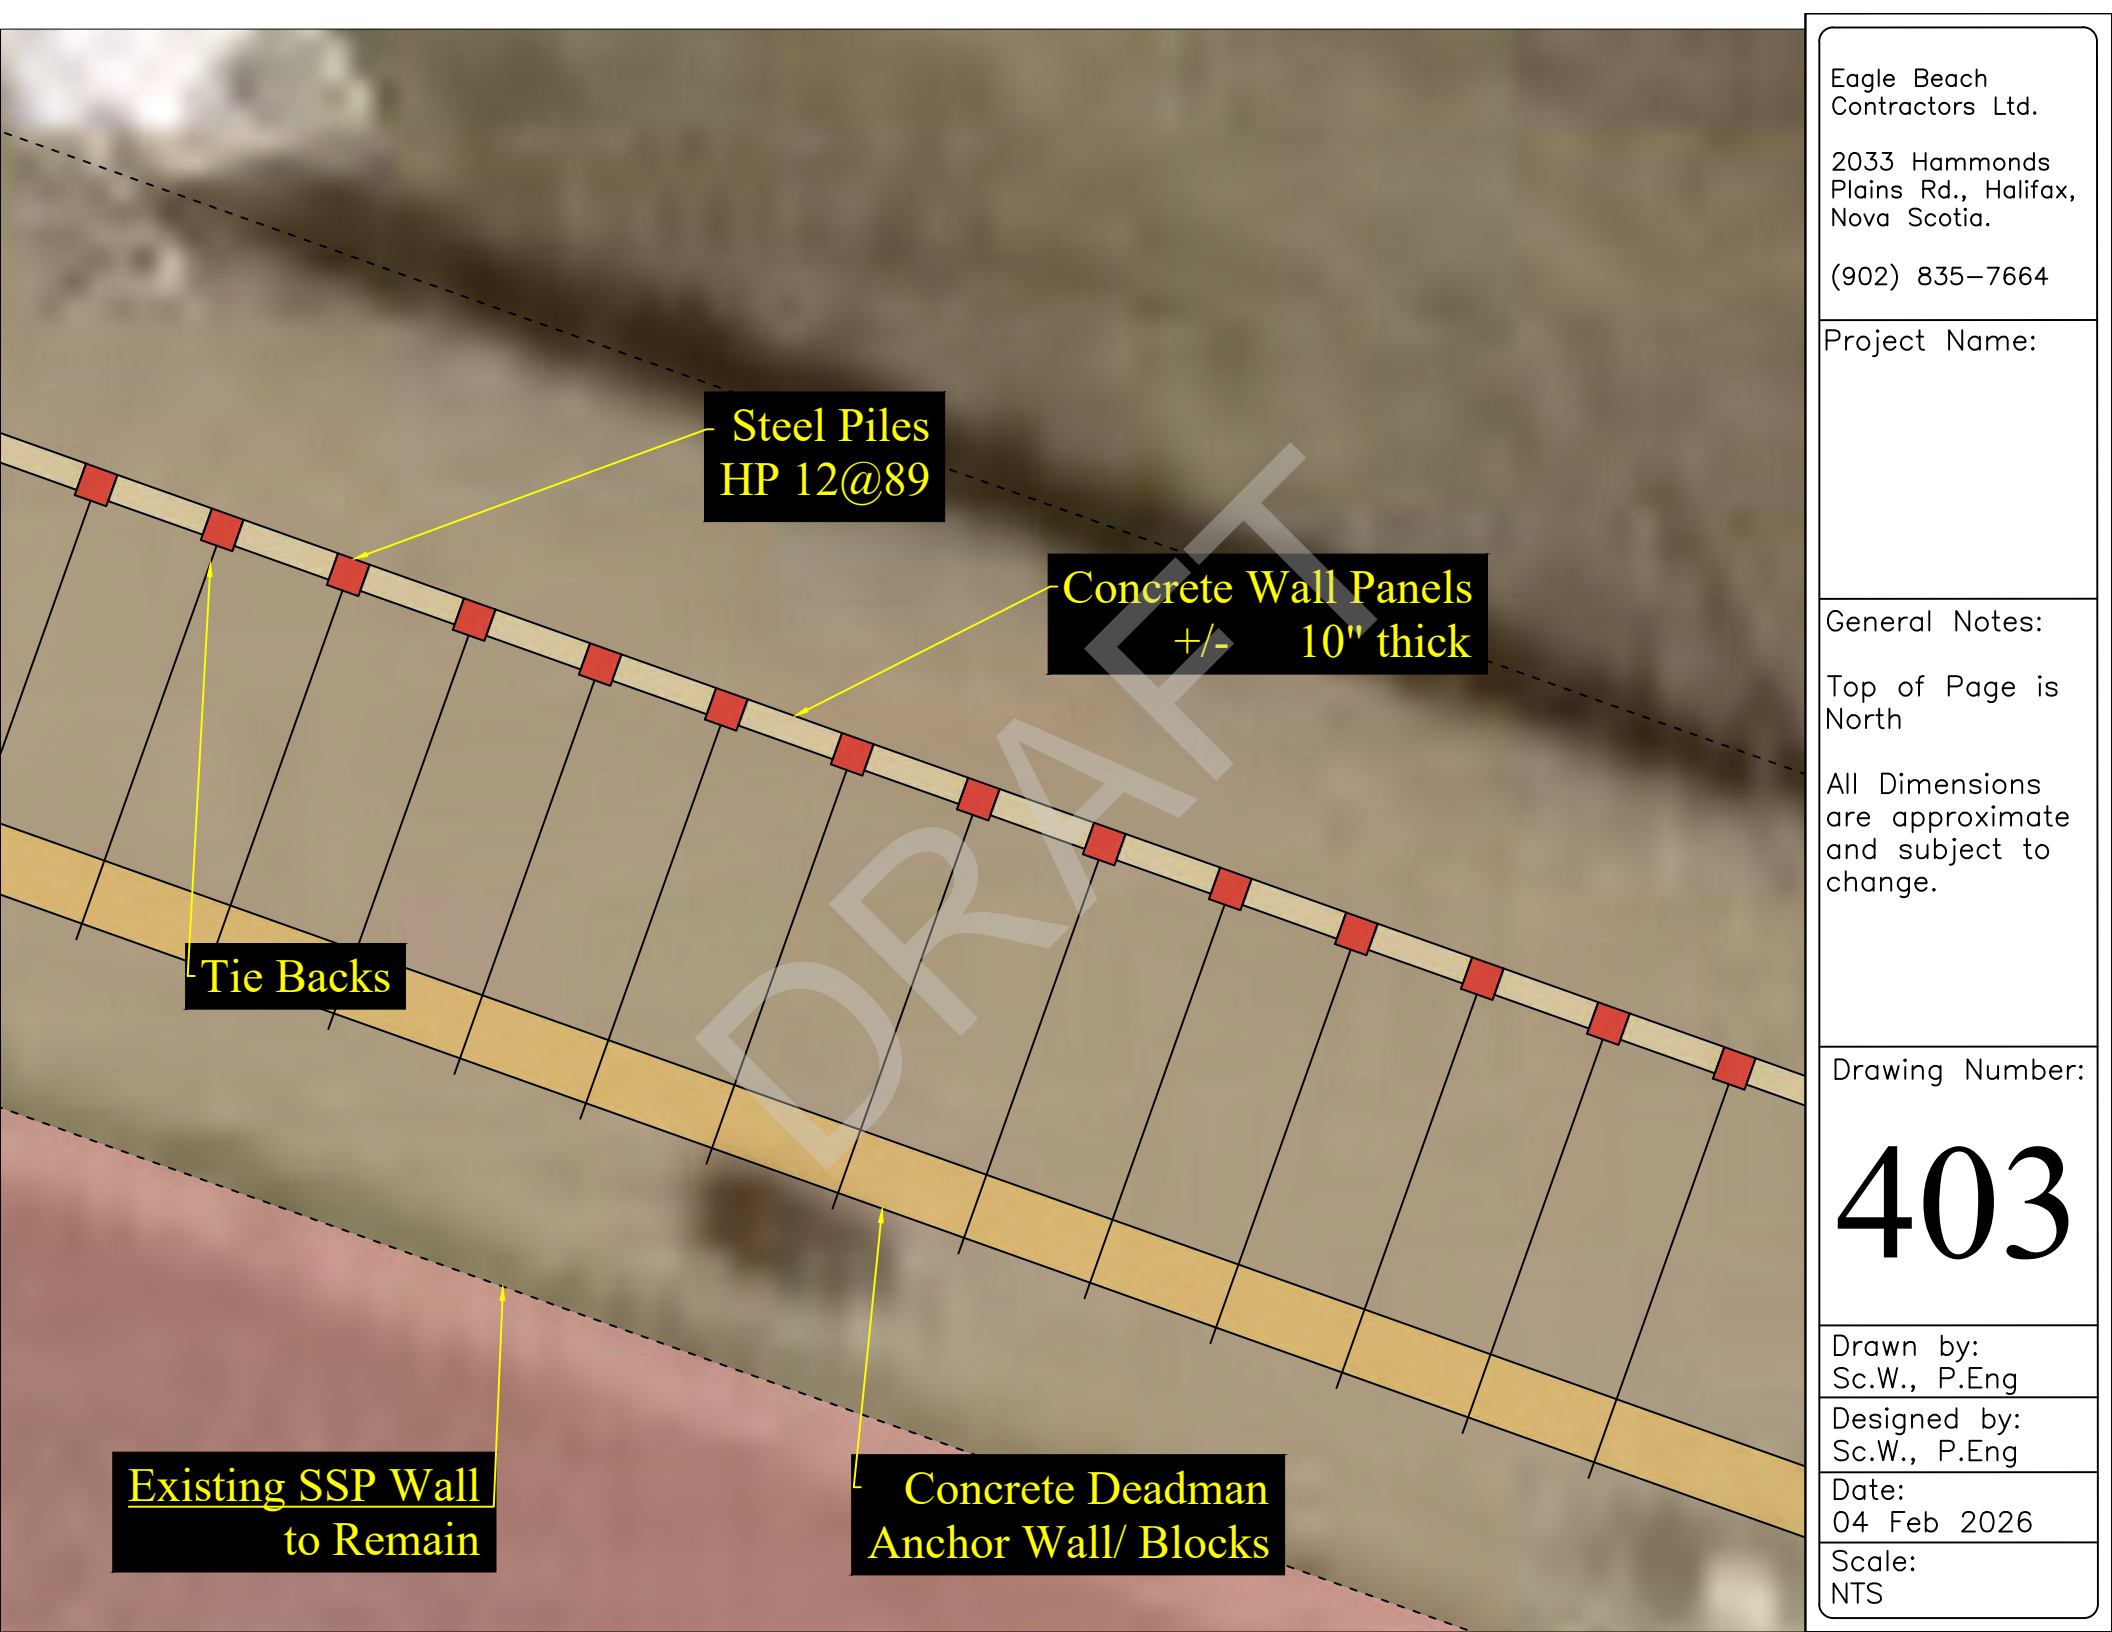 Steel Piles
HP 12@89
Concrete Wall Panels
+/- 10" thick
Tie Backs
DRAFT
Existing SSP Wall
to Remain
Concrete Deadman
Anchor Wall/ Blocks
Eagle Beach
Contractors Ltd.
2033 Hammonds
Plains Rd., Halifax,
Nova Scotia.
(902) 835-7664
Project Name:
General Notes:
Top of Page is
North
All Dimensions
are approximate
and subject to
change.
Drawing Number:
403
Drawn by:
Sc.W., P.Eng
Designed by:
Sc.W., P.Eng
Date:
04 Feb 2026
Scale:
NTS